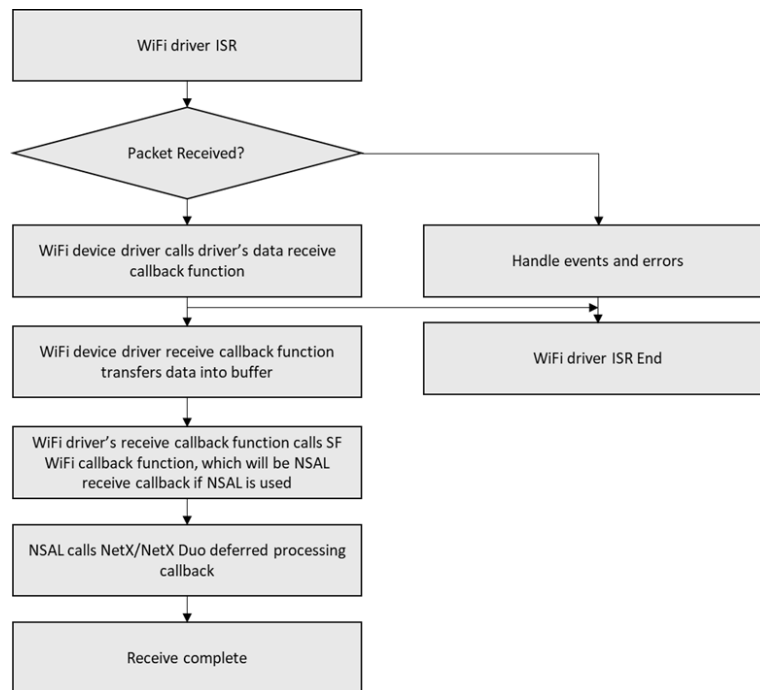 WiFi driver ISR
Packet Received?
WiFi device driver calls driver's data receive
callback function
Handle events and errors
WiFi device driver receive callback function
transfers data into buffer
WiFi driver ISR End
WiFi driver's receive callback function calls SF
WiFi callback function, which will be NSAL
receive callback if NSAL is used
NSAL calls NetX/NetX Duo deferred processing
callback
Receive complete